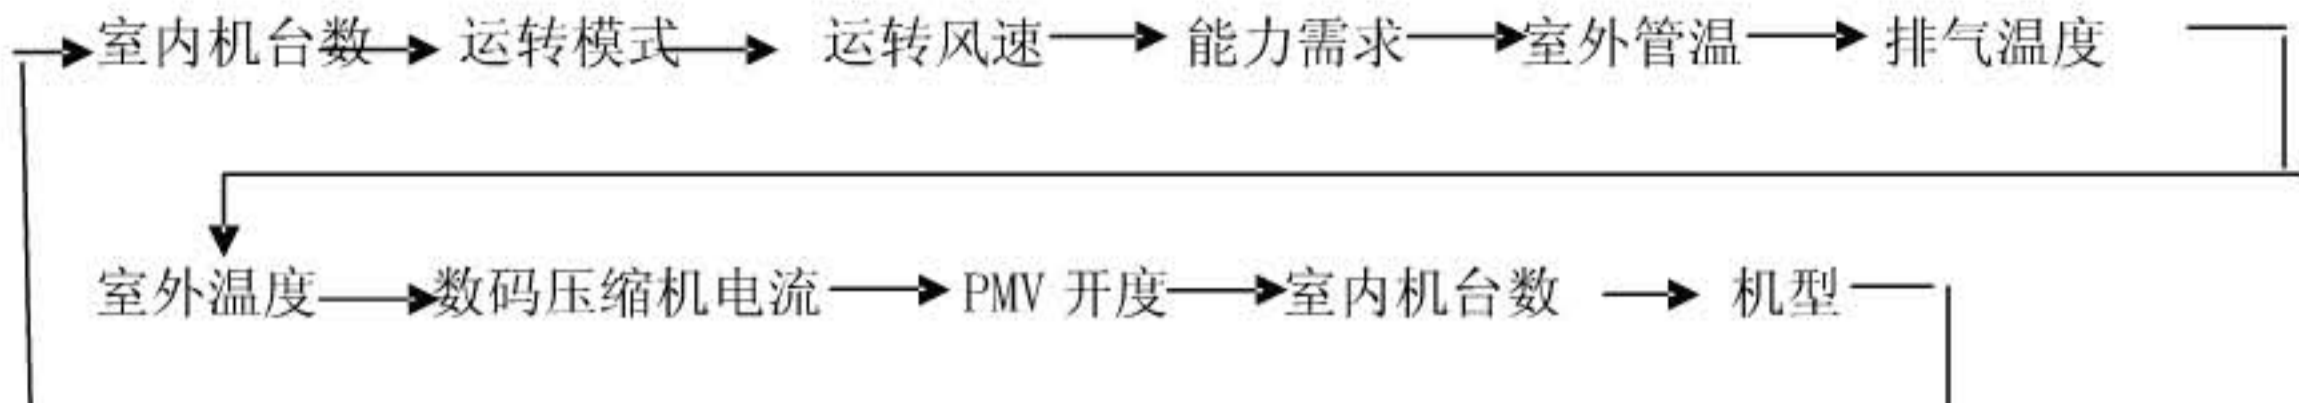 室内机台数 运转模式 运转风速 能力需求 室外管温 排气温度
室外温度 数码压缩机电流 PMV 开度 室内机台数 机型